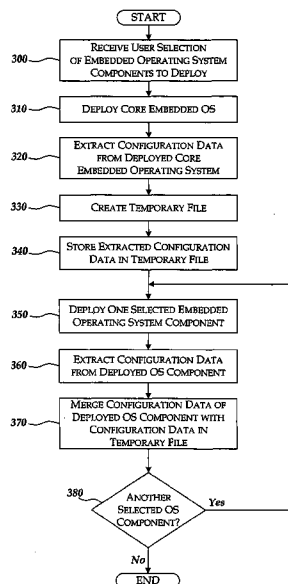 START
300
RECEIVE USER SELECTION
OF EMBEDDED OPERATING SYSTEM
COMPONENTS TO DEPLOY
310
DEPLOY CORE EMBEDDED OS
320
EXTRACT CONFIGURATION DATA
FROM DEPLOYED CORE
EMBEDDED OPERATING SYSTEM
330
CREATE TEMPORARY FILE
340
STORE EXTRACTED CONFIGURATION
DATA IN TEMPORARY FILE
350
DEPLOY ONE SELECTED EMBEDDED
OPERATING SYSTEM COMPONENT
360
EXTRACT CONFIGURATION DATA
FROM DEPLOYED OS COMPONENT
370
MERGE CONFIGURATION DATA OF
DEPLOYED OS COMPONENT WITH
CONFIGURATION DATA IN
TEMPORARY FILE
380
ANOTHER
SELECTED OS
COMPONENT?
Yes
No
END